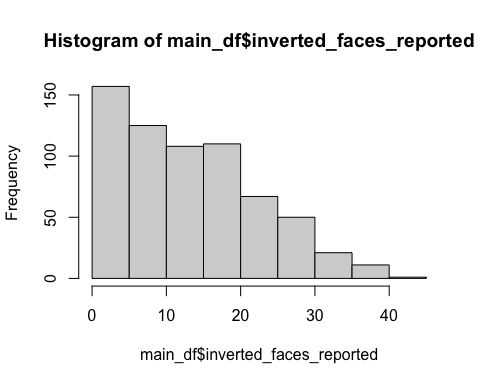 Histogram of main_df$inverted_faces_reported
150
100
50
0
Frequency
0 10 20 30 40
main_df$inverted_faces_reported